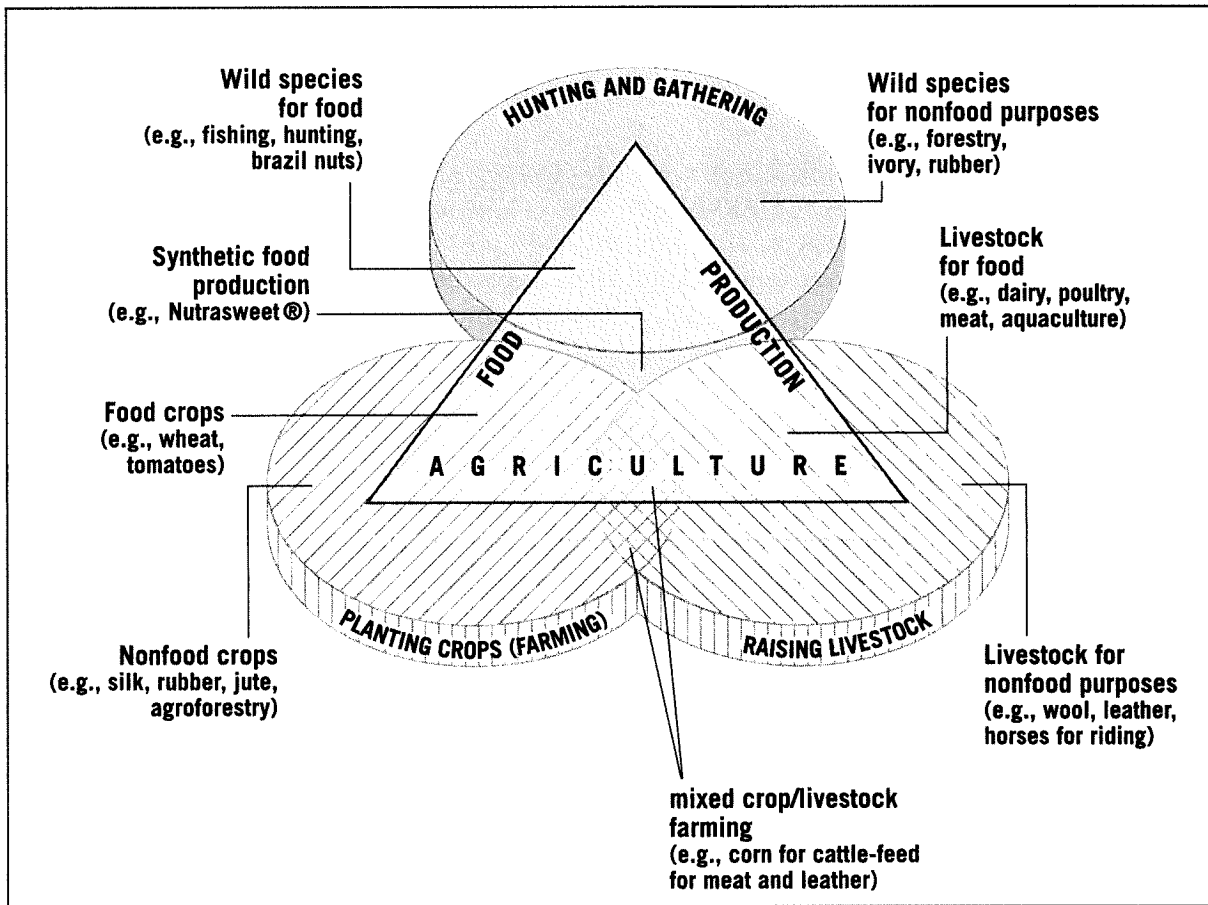 HUNTING AND GATHERING
Wild species
for food
(e.g., fishing, hunting,
brazil nuts)
Wild species
for nonfood purposes
(e.g., forestry,
ivory, rubber)
Synthetic food
production
(e.g., Nutrasweet®)
Livestock
for food
(e.g., dairy, poultry,
meat, aquaculture)
FOOD
PRODUCTION
Food crops
(e.g., wheat,
tomatoes)
AGRICULTURE
PLANTING CROPS (FARMING)
RAISING LIVESTOCK
Nonfood crops
(e.g., silk, rubber, jute,
agroforestry)
Livestock for
nonfood purposes
(e.g., wool, leather,
horses for riding)
mixed crop/livestock
farming
(e.g., corn for cattle-feed
for meat and leather)